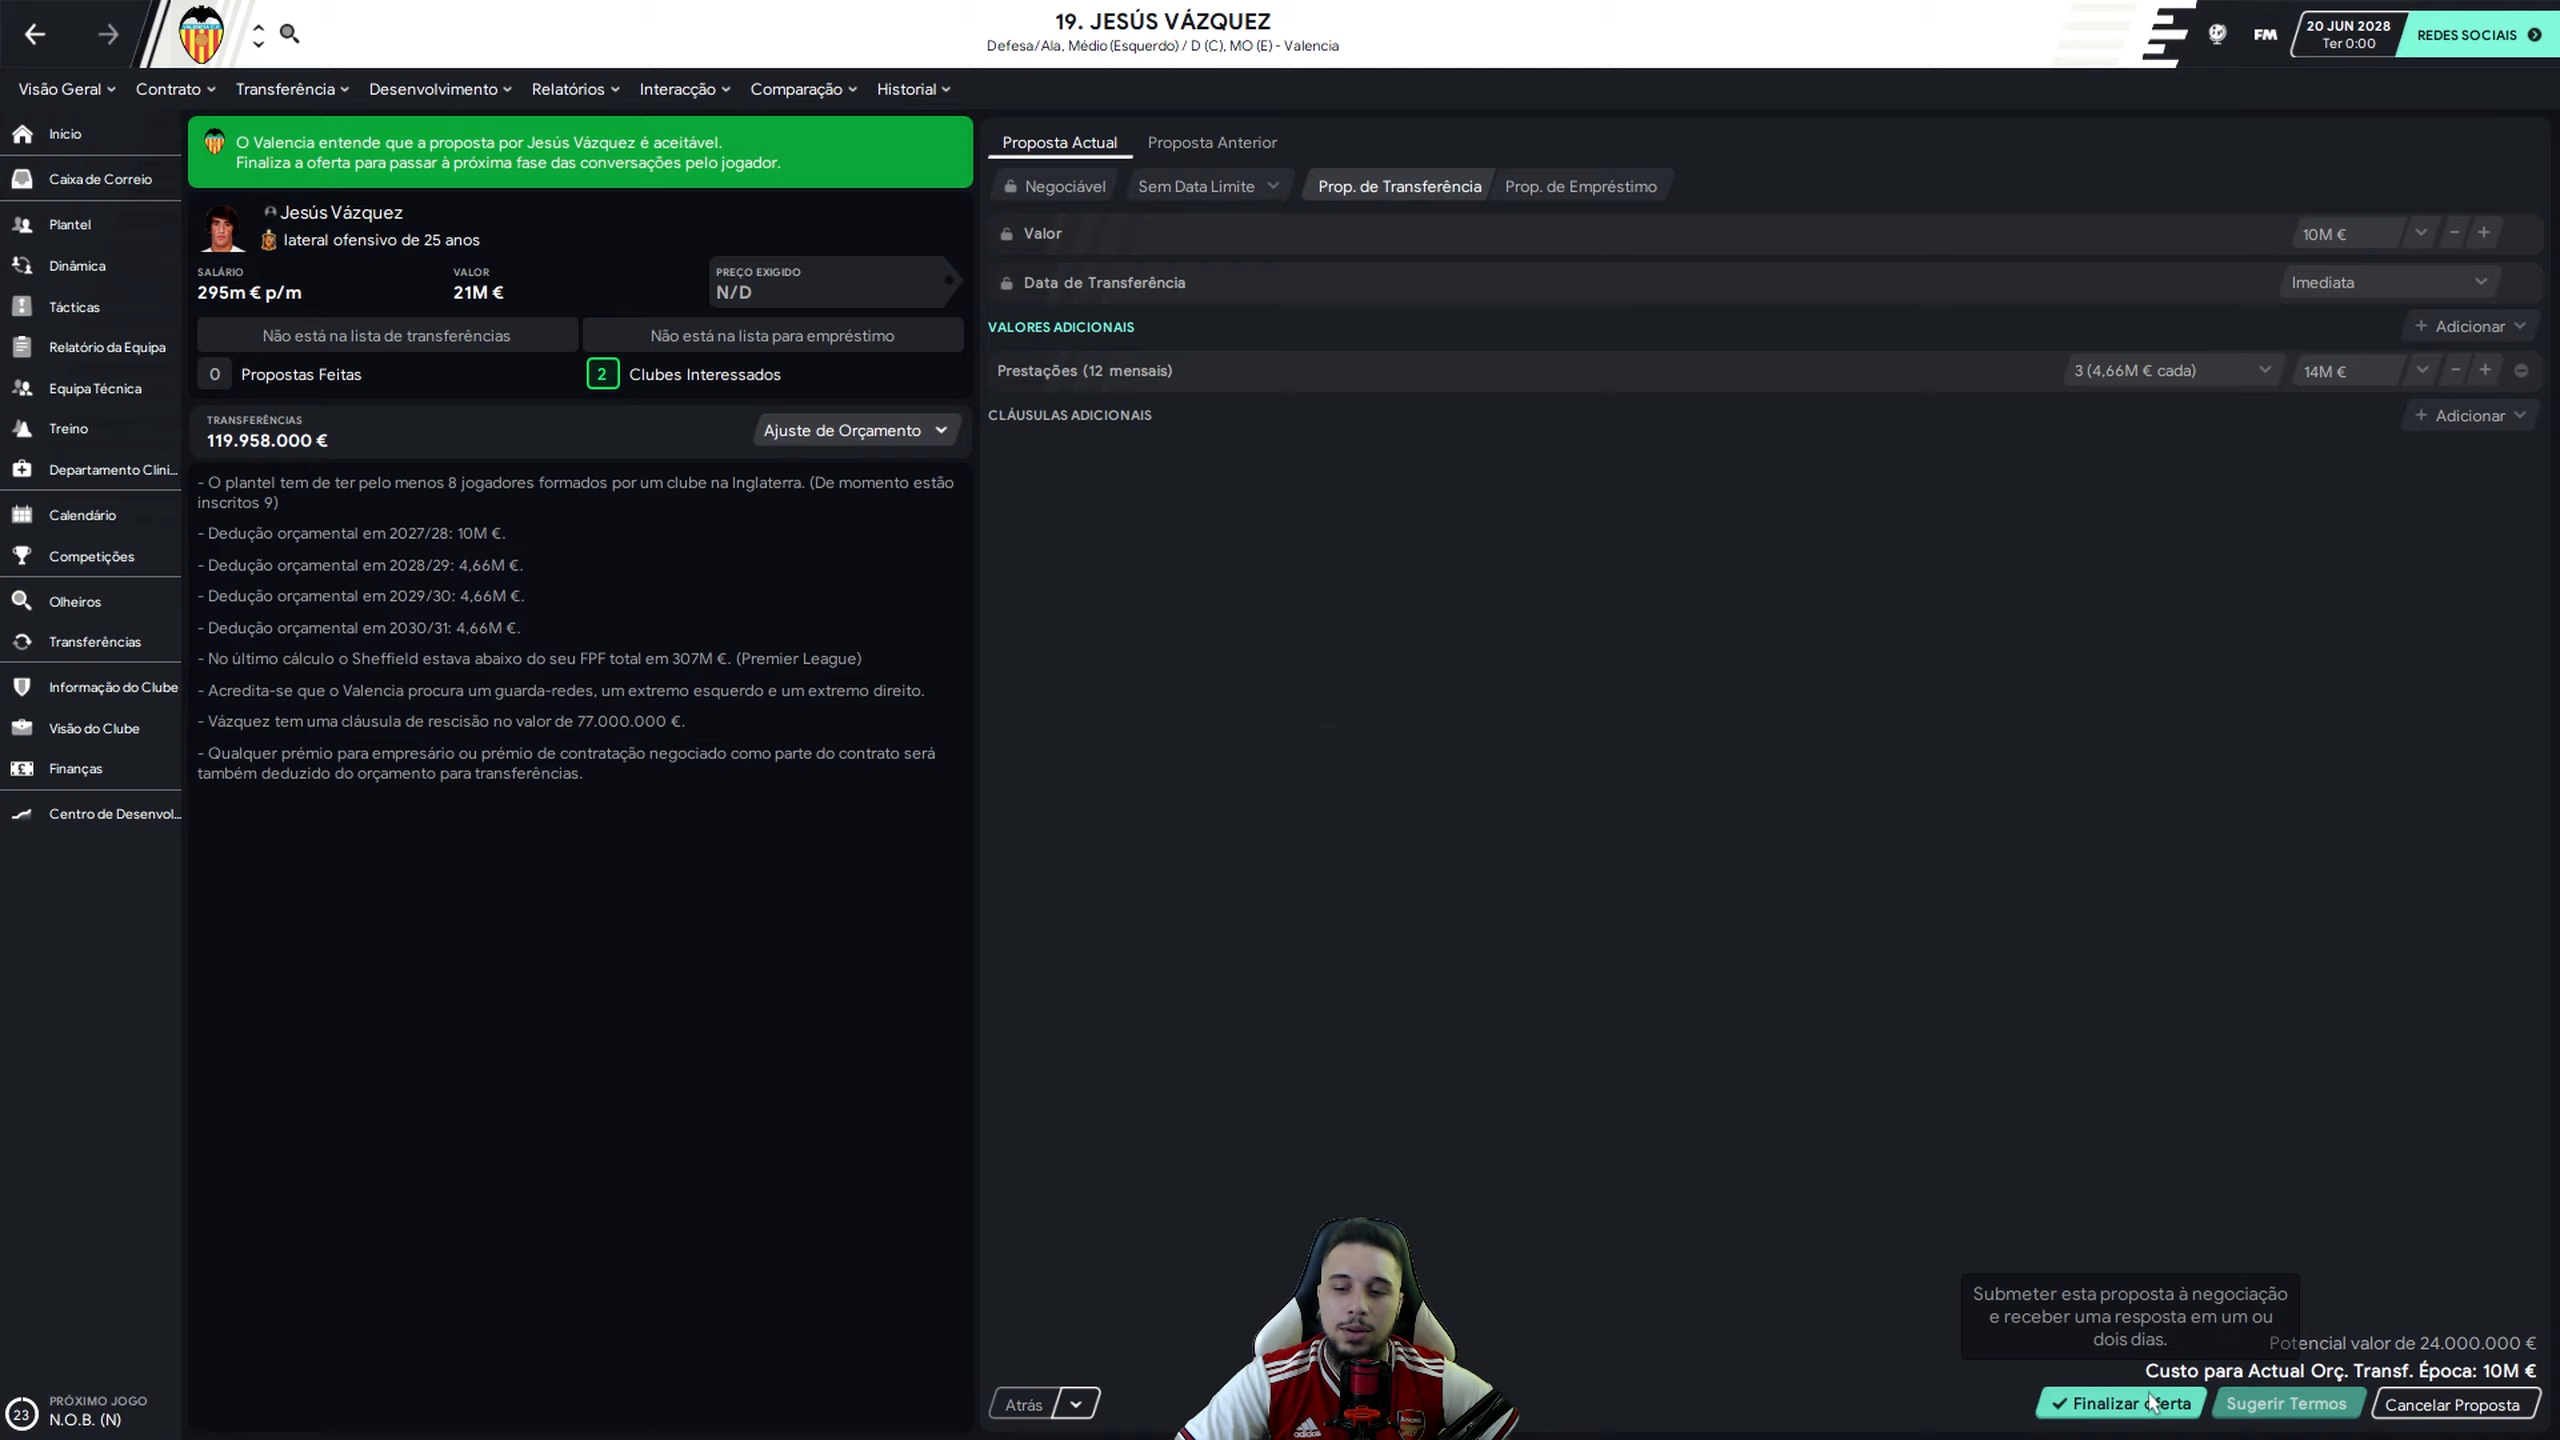 19. JESÚS VÁZQUEZ
Defesa/Ala, Médio (Esquerdo) / D (C), MO (E) - Valencia
FM
20 JUN 2028
Ter 0:00
REDES SOCIAIS
Visão Geral
Contrato
Transferência
Desenvolvimento
Relatórios
Interacção
Comparação
Historial
Inicio
Caixa de Correio
Plantel
Dinâmica
Tácticas
Relatório da Equipa
Equipa Técnica
Treino
Departamento Clíni...
Calendário
Competições
Olheiros
Transferências
Informação do Clube
Visão do Clube
Finanças
Centro de Desenvol...
23
PRÓXIMO JOGO
N.O.B. (N)
O Valencia entende que a proposta por Jesús Vázquez é aceitável.
Finaliza a oferta para passar à próxima fase das conversações pelo jogador.
Jesús Vázquez
lateral ofensivo de 25 anos
SALÁRIO
295m € p/m
VALOR
21M €
PREÇO EXIGIDO
N/D
Não está na lista de transferências
Não está na lista para empréstimo
0 Propostas Feitas
2 Clubes Interessados
TRANSFERÊNCIAS
119.958.000 €
Ajuste de Orçamento
- O plantel tem de ter pelo menos 8 jogadores formados por um clube na Inglaterra. (De momento estão
inscritos 9)
- Dedução orçamental em 2027/28: 10M €.
- Dedução orçamental em 2028/29: 4,66M €.
- Dedução orçamental em 2029/30: 4,66M €.
- Dedução orçamental em 2030/31: 4,66M €.
- No último cálculo o Sheffield estava abaixo do seu FPF total em 307M €. (Premier League)
- Acredita-se que o Valencia procura um guarda-redes, um extremo esquerdo e um extremo direito.
- Vázquez tem uma cláusula de rescisão no valor de 77.000.000 €.
- Qualquer prémio para empresário ou prémio de contratação negociado como parte do contrato será
também deduzido do orçamento para transferências.
Proposta Actual
Proposta Anterior
Negociável
Sem Data Limite
Prop. de Transferência
Prop. de Empréstimo
Valor
10M €
Data de Transferência
Imediata
VALORES ADICIONAIS
+ Adicionar
Prestações (12 mensais)
3 (4,66M € cada)
14M €
CLÁUSULAS ADICIONAIS
+ Adicionar
adidas
Arsenal
Submeter esta proposta à negociação
e receber uma resposta em um ou
dois dias.
Potencial valor de 24.000.000 €
Custo para Actual Orç. Transf. Época: 10M €
Atrás
Finalizar oferta
Sugerir Termos
Cancelar Proposta